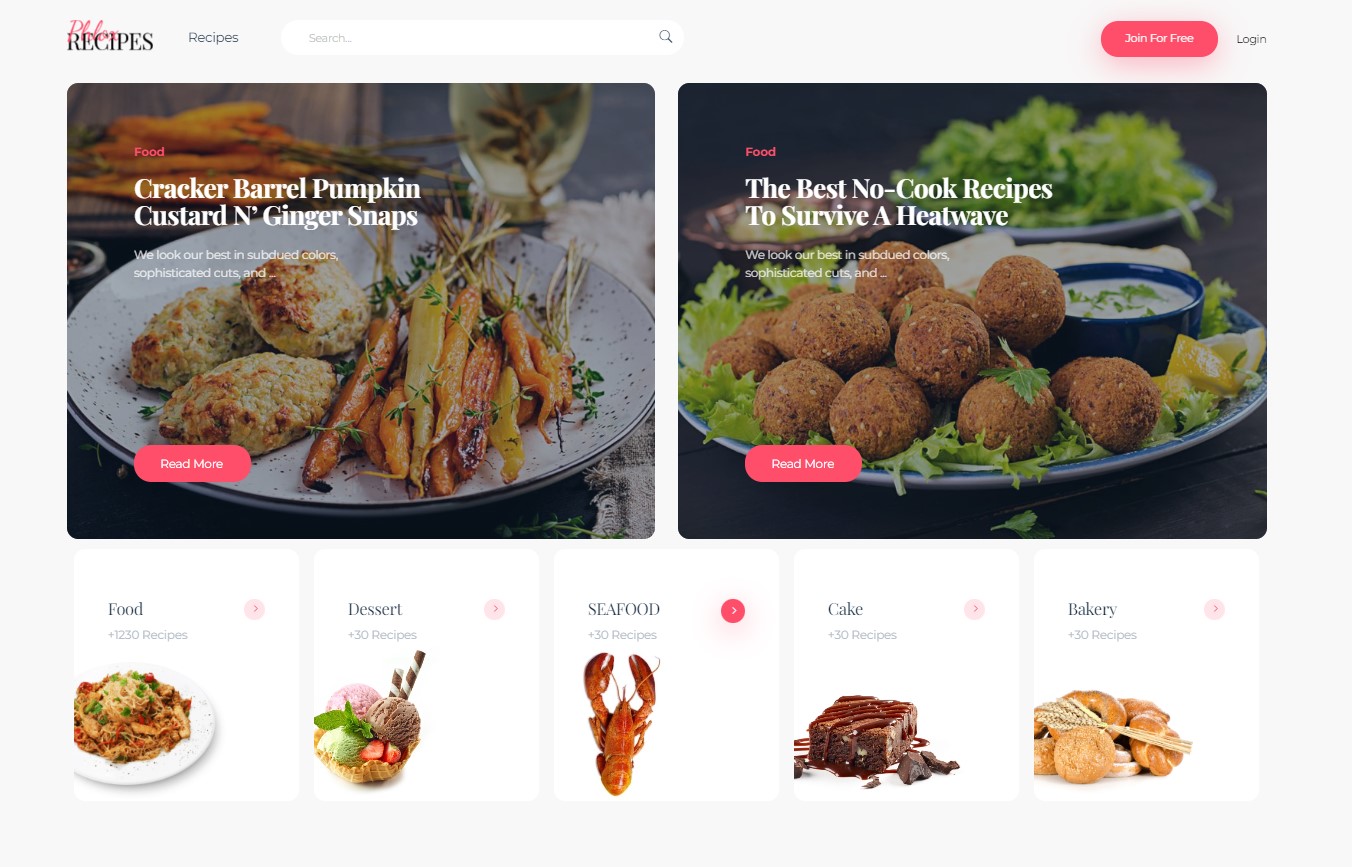 Phlox
RECIPES
Recipes
Search...
Join For Free
Login
Food
Cracker Barrel Pumpkin
Custard N’ Ginger Snaps
We look our best in subdued colors,
sophisticated cuts, and ...
Read More
Food
The Best No-Cook Recipes
To Survive A Heatwave
We look our best in subdued colors,
sophisticated cuts, and ...
Read More
Food
+1230 Recipes
Dessert
+30 Recipes
SEAFOOD
+30 Recipes
Cake
+30 Recipes
Bakery
+30 Recipes